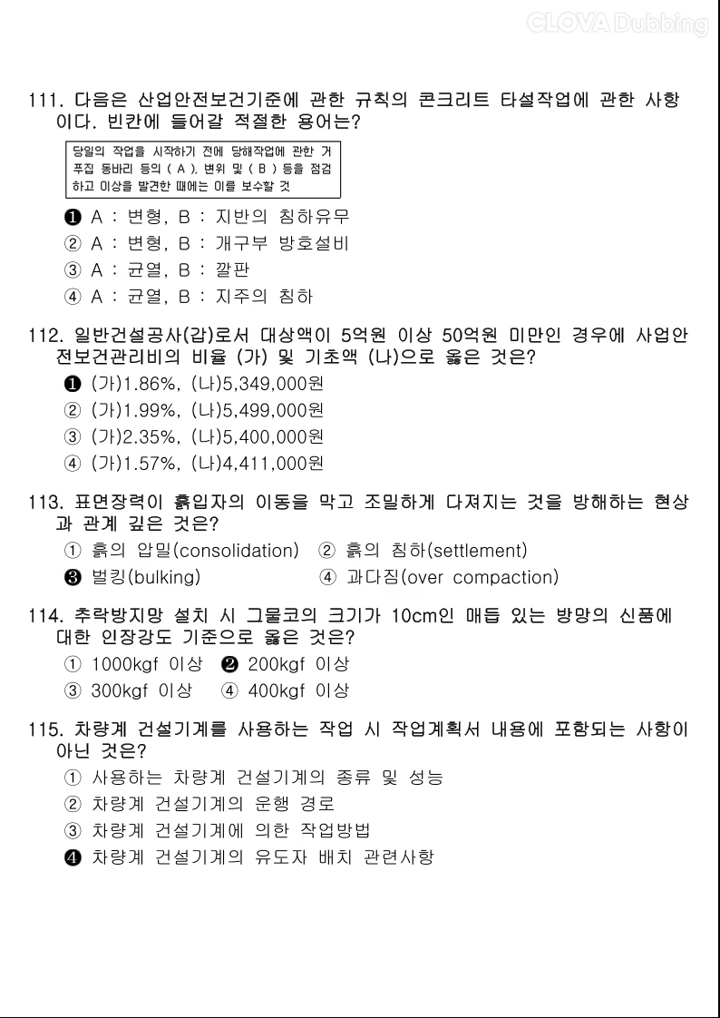 CLOVA Dubbing
111. 다음은 산업안전보건기준에 관한 규칙의 콘크리트 타설작업에 관한 사항
이다. 빈칸에 들어갈 적절한 용어는?
당일의 작업을 시작하기 전에 당해작업에 관한 거
푸집 동바리 등의 ( A ), 변위 및 ( B ) 등을 점검
하고 이상을 발견한 때에는 이를 보수할 것
❶ A : 변형, B : 지반의 침하유무
② A : 변형, B : 개구부 방호설비
③ A : 균열, B : 깔판
④ A : 균열, B : 지주의 침하
112. 일반건설공사(갑)로서 대상액이 5억원 이상 50억원 미만인 경우에 사업안
전보건관리비의 비율 (가) 및 기초액 (나)으로 옳은 것은?
❶ (가)1.86%, (나)5,349,000원
② (가)1.99%, (나)5,499,000원
③ (가)2.35%, (나)5,400,000원
④ (가)1.57%, (나)4,411,000원
113. 표면장력이 흙입자의 이동을 막고 조밀하게 다져지는 것을 방해하는 현상
과 관계 깊은 것은?
① 흙의 압밀(consolidation) ② 흙의 침하(settlement)
❸ 벌킹(bulking) ④ 과다짐(over compaction)
114. 추락방지망 설치 시 그물코의 크기가 10cm인 매듭 있는 방망의 신품에
대한 인장강도 기준으로 옳은 것은?
① 1000kgf 이상 ❷ 200kgf 이상
③ 300kgf 이상 ④ 400kgf 이상
115. 차량계 건설기계를 사용하는 작업 시 작업계획서 내용에 포함되는 사항이
아닌 것은?
① 사용하는 차량계 건설기계의 종류 및 성능
② 차량계 건설기계의 운행 경로
③ 차량계 건설기계에 의한 작업방법
❹ 차량계 건설기계의 유도자 배치 관련사항